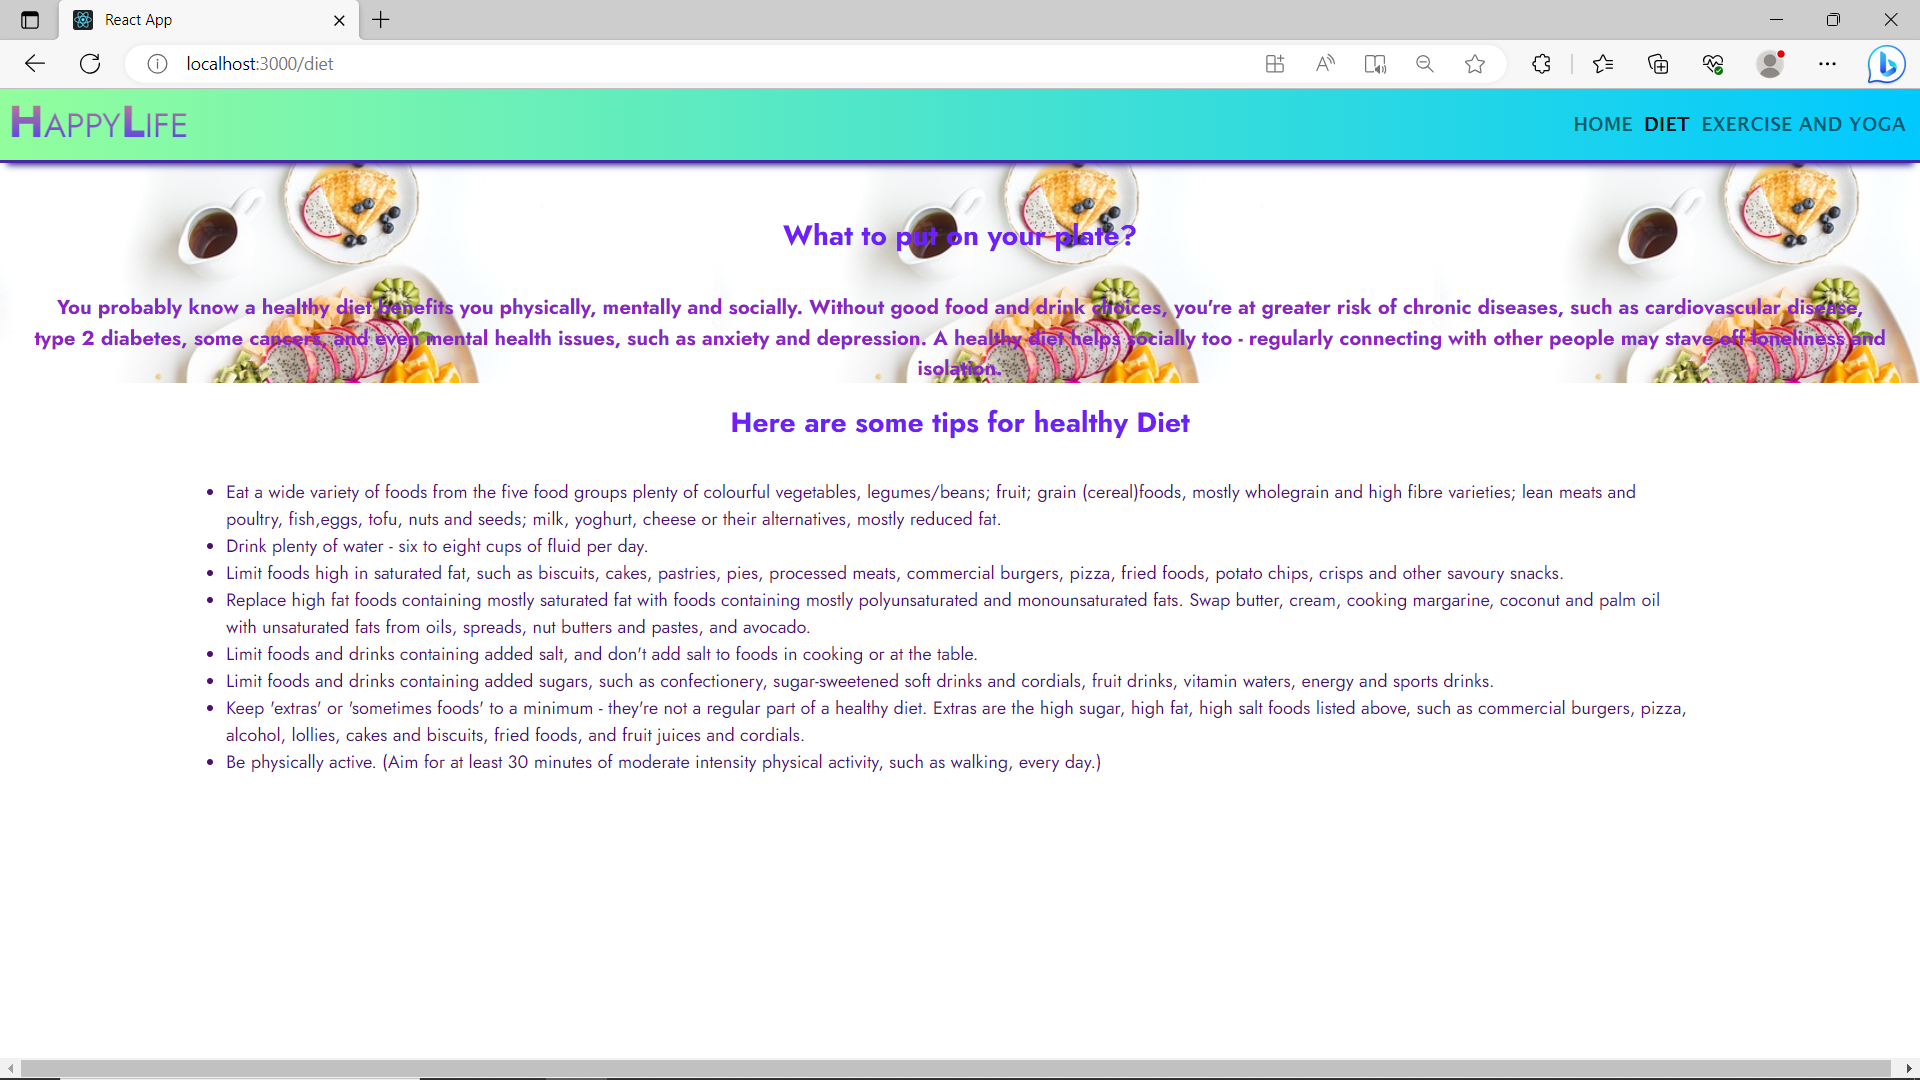 React App
localhost:3000/diet
HAPPYLIFE
HOME DIET EXERCISE AND YOGA
What to put on your plate?
You probably know a healthy diet benefits you physically, mentally and socially. Without good food and drink choices, you're at greater risk of chronic diseases, such as cardiovascular disease,
type 2 diabetes, some cancers, and even mental health issues, such as anxiety and depression. A healthy diet helps socially too - regularly connecting with other people may stave off loneliness and
isolation.
Here are some tips for healthy Diet
• Eat a wide variety of foods from the five food groups plenty of colourful vegetables, legumes/beans; fruit; grain (cereal)foods, mostly wholegrain and high fibre varieties; lean meats and
poultry, fish,eggs, tofu, nuts and seeds; milk, yoghurt, cheese or their alternatives, mostly reduced fat.
• Drink plenty of water - six to eight cups of fluid per day.
• Limit foods high in saturated fat, such as biscuits, cakes, pastries, pies, processed meats, commercial burgers, pizza, fried foods, potato chips, crisps and other savoury snacks.
• Replace high fat foods containing mostly saturated fat with foods containing mostly polyunsaturated and monounsaturated fats. Swap butter, cream, cooking margarine, coconut and palm oil
with unsaturated fats from oils, spreads, nut butters and pastes, and avocado.
• Limit foods and drinks containing added salt, and don't add salt to foods in cooking or at the table.
• Limit foods and drinks containing added sugars, such as confectionery, sugar-sweetened soft drinks and cordials, fruit drinks, vitamin waters, energy and sports drinks.
• Keep 'extras' or 'sometimes foods' to a minimum - they're not a regular part of a healthy diet. Extras are the high sugar, high fat, high salt foods listed above, such as commercial burgers, pizza,
alcohol, lollies, cakes and biscuits, fried foods, and fruit juices and cordials.
• Be physically active. (Aim for at least 30 minutes of moderate intensity physical activity, such as walking, every day.)